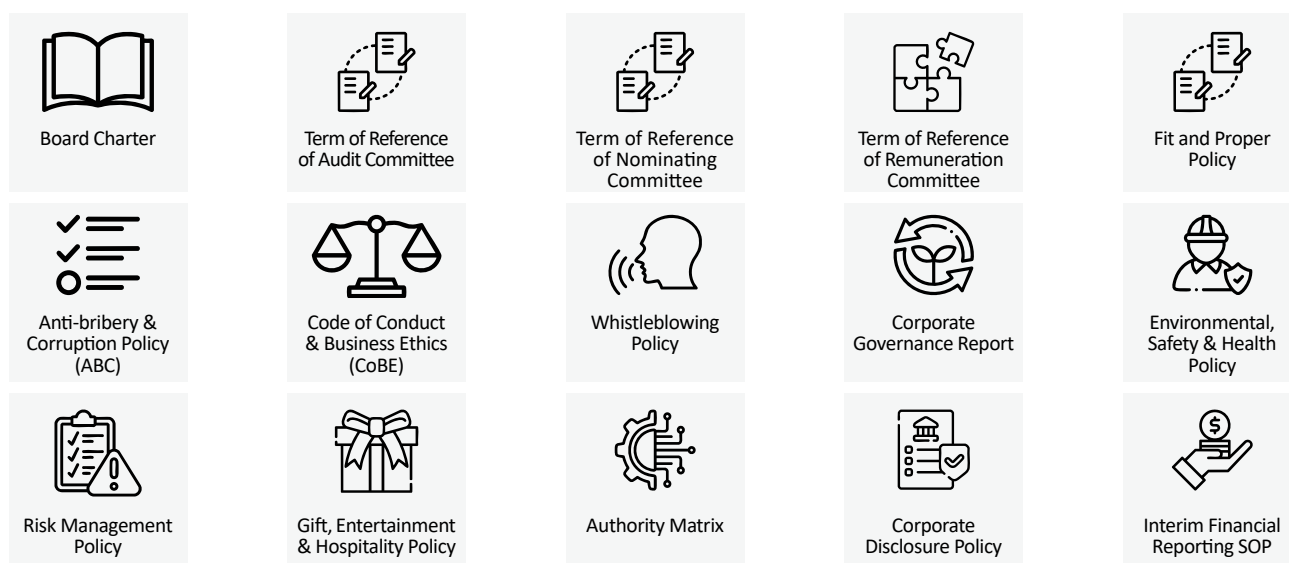 Board Charter
Term of Reference
of Audit Committee
Term of Reference
of Nominating
Committee
Term of Reference
of Remuneration
Committee
Fit and Proper
Policy
Anti-bribery &
Corruption Policy
(ABC)
Code of Conduct
& Business Ethics
(CoBE)
Whistleblowing
Policy
Corporate
Governance Report
Environmental,
Safety & Health
Policy
Risk Management
Policy
Gift, Entertainment
& Hospitality Policy
Authority Matrix
Corporate
Disclosure Policy
$
Interim Financial
Reporting SOP